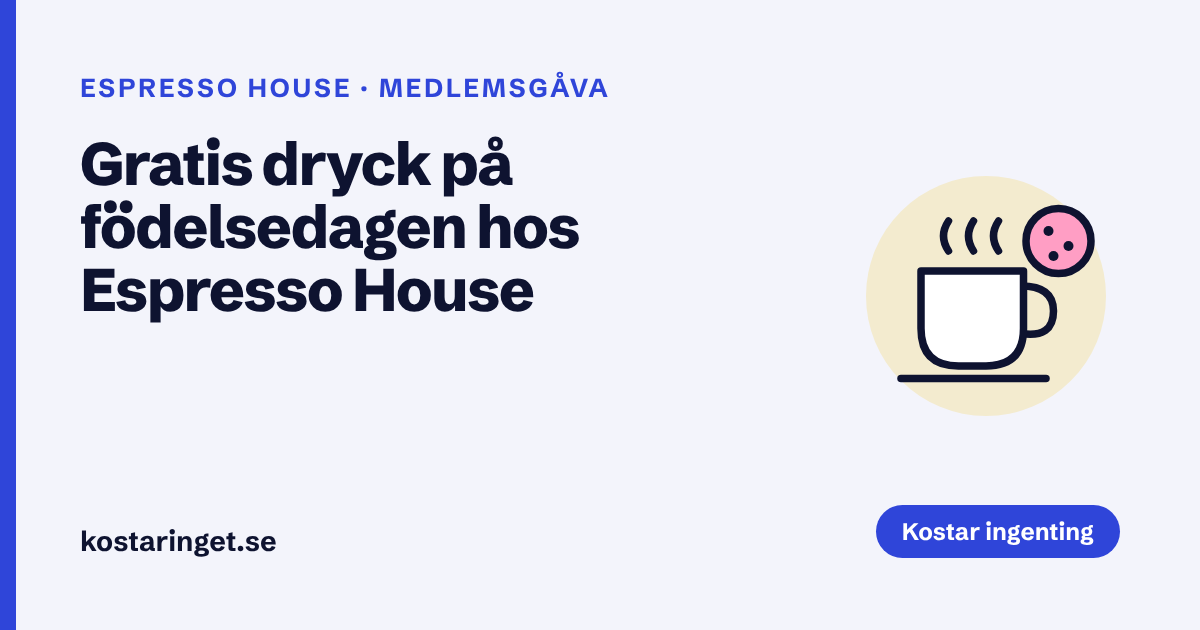 ESPRESSO HOUSE · MEDLEMSGÅVA
Gratis dryck på
födelsedagen hos
Espresso House
kostaringet.se
Kostar ingenting